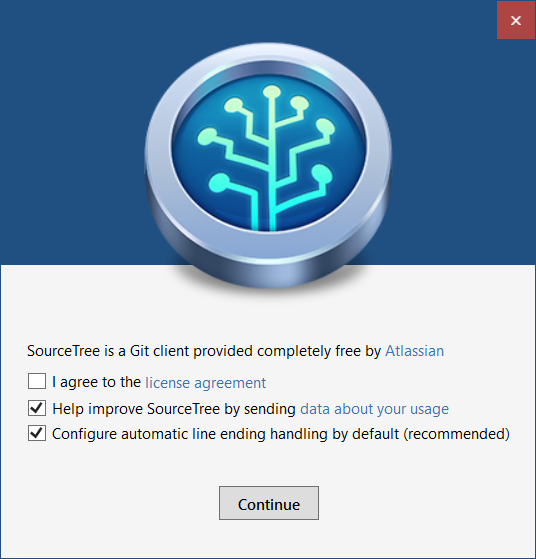 SourceTree is a Git client provided completely free by Atlassian
I agree to the license agreement
Help improve SourceTree by sending data about your usage
Configure automatic line ending handling by default (recommended)
Continue